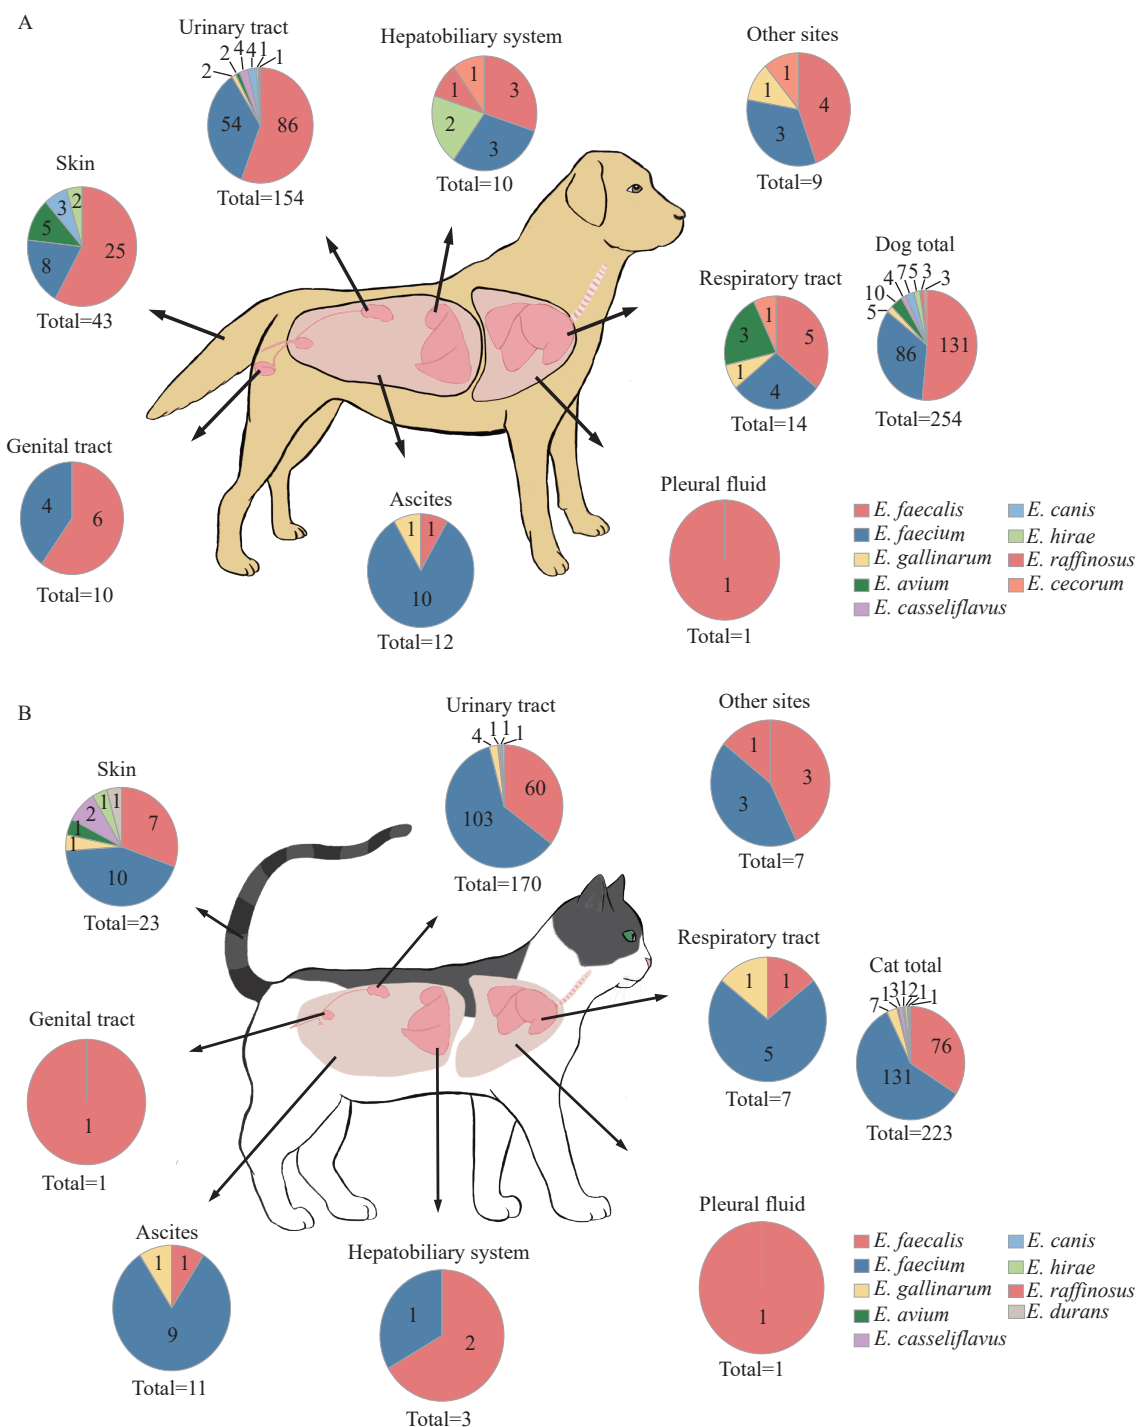 A
Urinary tract
2 2 4 4 1 1
54 86
Total=154
Hepatobiliary system
1 1 3
2 3
Total=10
Other sites
1 1 4
3
Total=9
Skin
3 2
5 25
8
Total=43
Respiratory tract
1
3 5
1 4
Total=14
Dog total
4 7 5 3 3
10
5
86 131
Total=254
Genital tract
4 6
Total=10
Ascites
1 1
10
Total=12
Pleural fluid
1
Total=1
E. faecalis
E. faecium
E. gallinarum
E. avium
E. casseliflavus
E. canis
E. hirae
E. raffinosus
E. cecorum
B
Urinary tract
4 1 1 1
60
103
Total=170
Other sites
1 3
3
Total=7
Skin
1 1
2 7
1
1
10
Total=23
Respiratory tract
1 1
5
Total=7
Cat total
7 1 3 1 2 1 1
76
131
Total=223
Genital tract
1
Total=1
Ascites
1 1
9
Total=11
Hepatobiliary system
1 2
Total=3
Pleural fluid
1
Total=1
E. faecalis
E. faecium
E. gallinarum
E. avium
E. casseliflavus
E. canis
E. hirae
E. raffinosus
E. durans